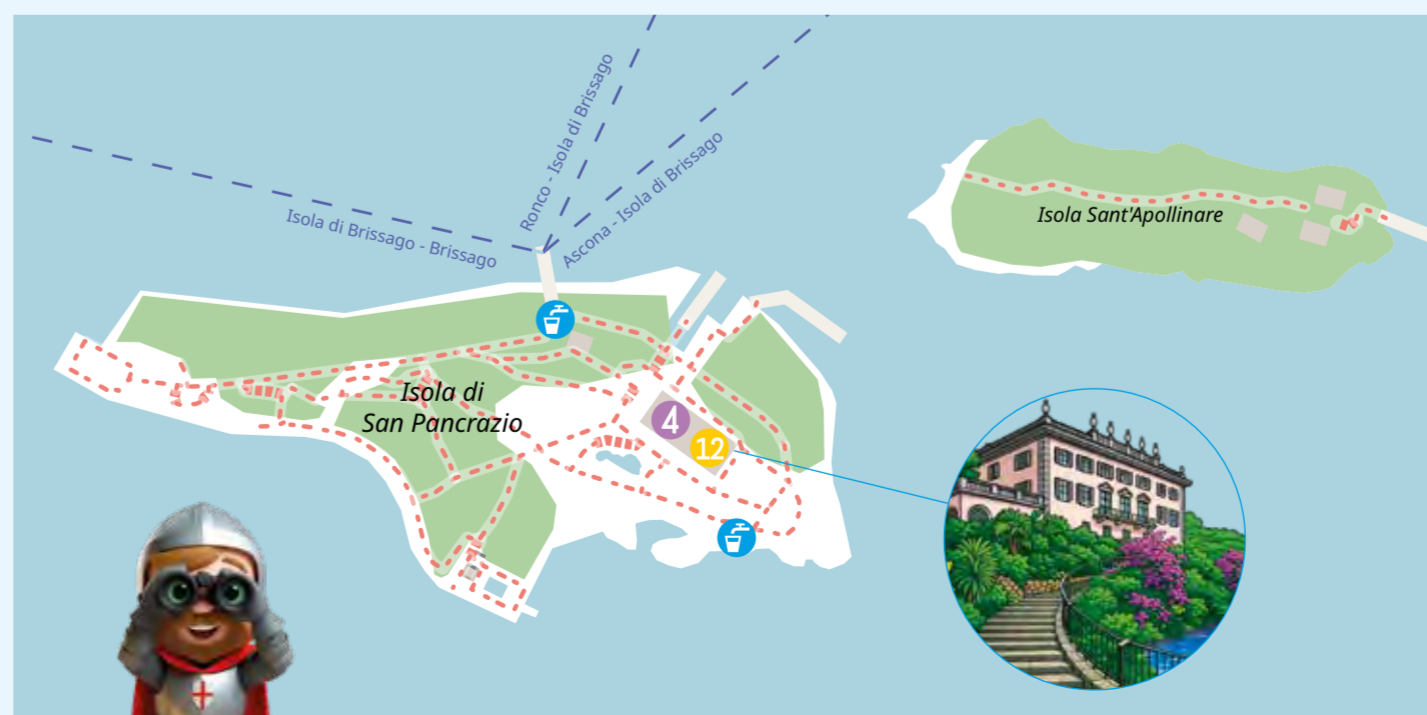 Isola di Brissago - Brissago
Ronco - Isola di Brissago
Ascona - Isola di Brissago
Isola Sant'Apollinare
Isola di
San Pancrazio
4
12